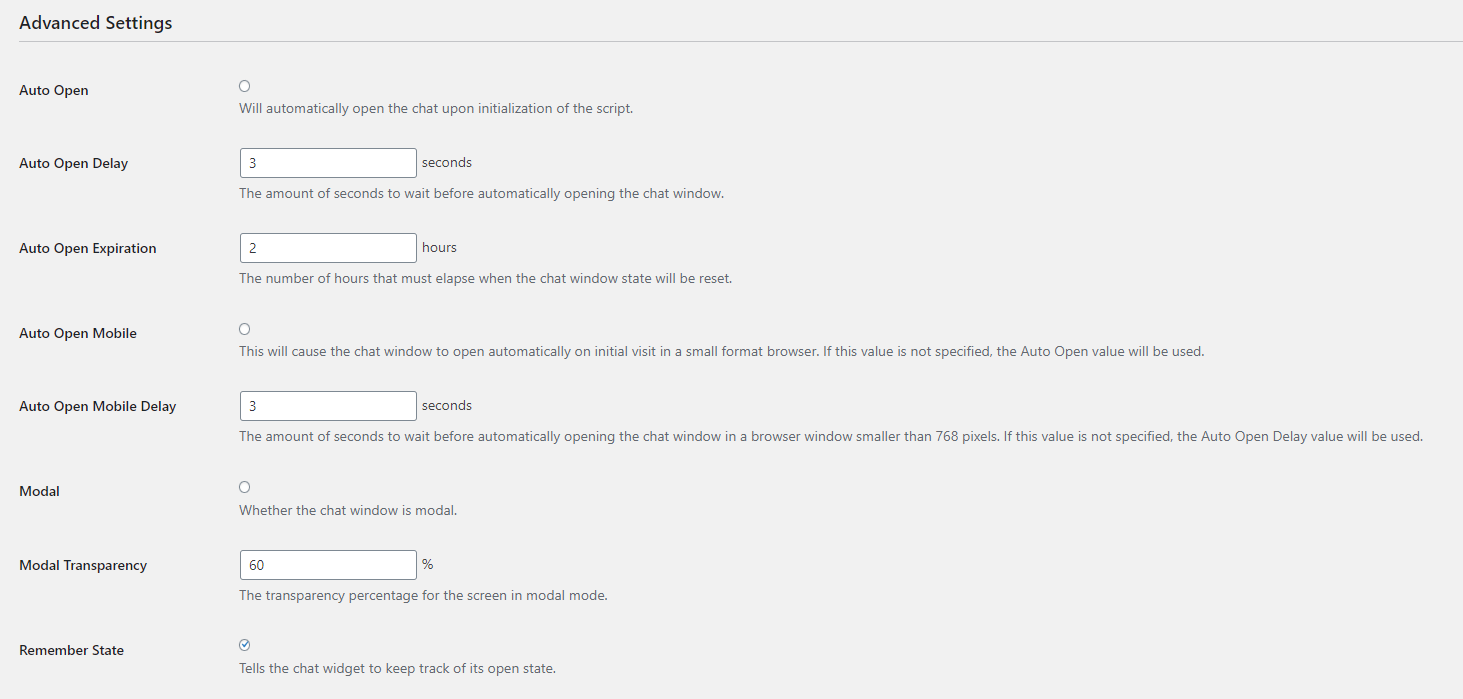 Advanced Settings
Auto Open
Will automatically open the chat upon initialization of the script.
Auto Open Delay
3 seconds
The amount of seconds to wait before automatically opening the chat window.
Auto Open Expiration
2 hours
The number of hours that must elapse when the chat window state will be reset.
Auto Open Mobile
This will cause the chat window to open automatically on initial visit in a small format browser. If this value is not specified, the Auto Open value will be used.
Auto Open Mobile Delay
3 seconds
The amount of seconds to wait before automatically opening the chat window in a browser window smaller than 768 pixels. If this value is not specified, the Auto Open Delay value will be used.
Modal
Whether the chat window is modal.
Modal Transparency
60 %
The transparency percentage for the screen in modal mode.
Remember State
Tells the chat widget to keep track of its open state.